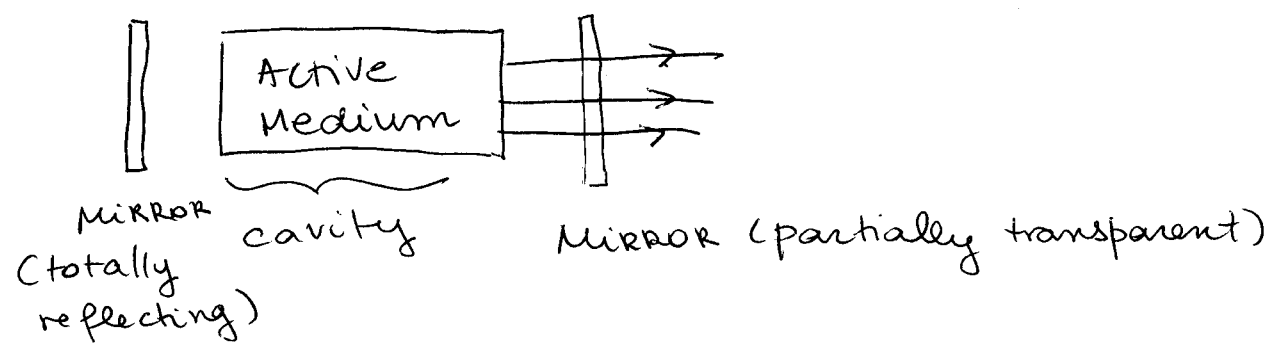 Active
Medium
MIRROR
(totally
reflecting)
cavity
MIRROR (partially transparent)